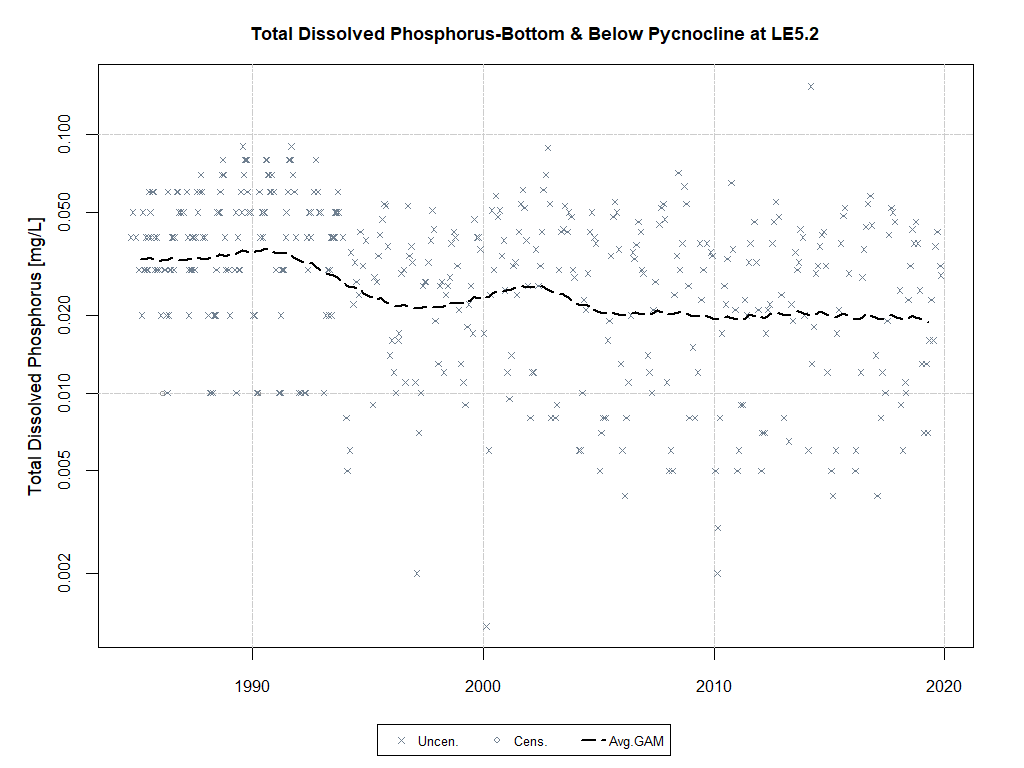 Total Dissolved Phosphorus-Bottom & Below Pycnocline at LE5.2
Total Dissolved Phosphorus [mg/L]
0.100
0.050
0.020
0.010
0.005
0.002
1990 2000 2010 2020
Uncen. Cens. Avg.GAM